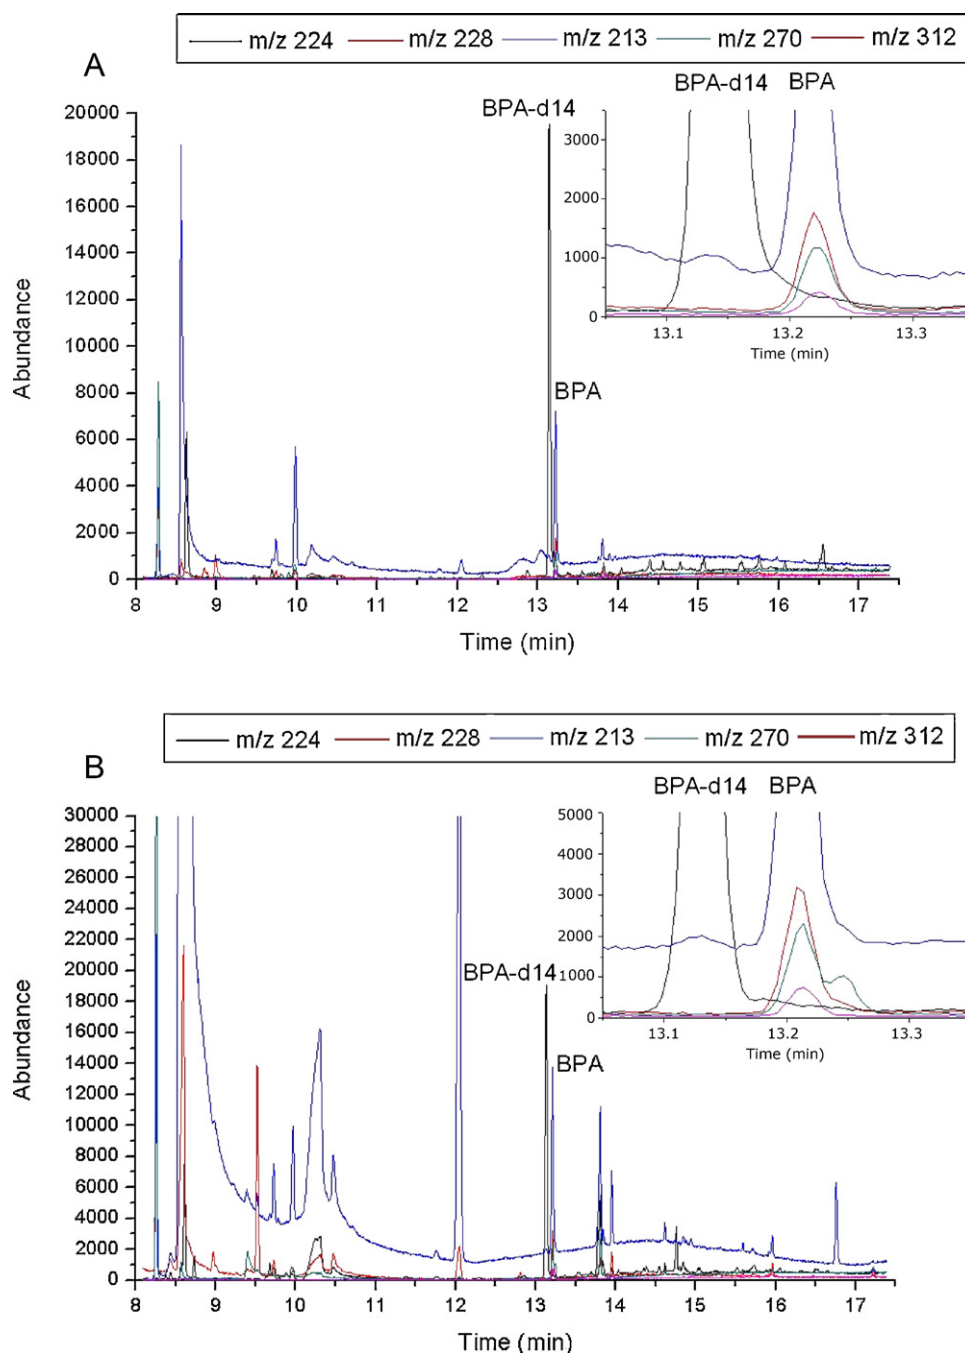 m/z 224 m/z 228 m/z 213 m/z 270 m/z 312
A
BPA-d14 BPA
BPA-d14
20000
18000
16000
14000
12000
10000
8000
6000
4000
2000
0
Abundance
3000
2000
1000
0
13.1 13.2 13.3
Time (min)
BPA
8 9 10 11 12 13 14 15 16 17
Time (min)
m/z 224 m/z 228 m/z 213 m/z 270 m/z 312
B
BPA-d14 BPA
30000
28000
26000
24000
22000
20000
18000
16000
14000
12000
10000
8000
6000
4000
2000
0
Abundance
5000
4000
3000
2000
1000
0
13.1 13.2 13.3
Time (min)
BPA-d14
BPA
8 9 10 11 12 13 14 15 16 17
Time (min)